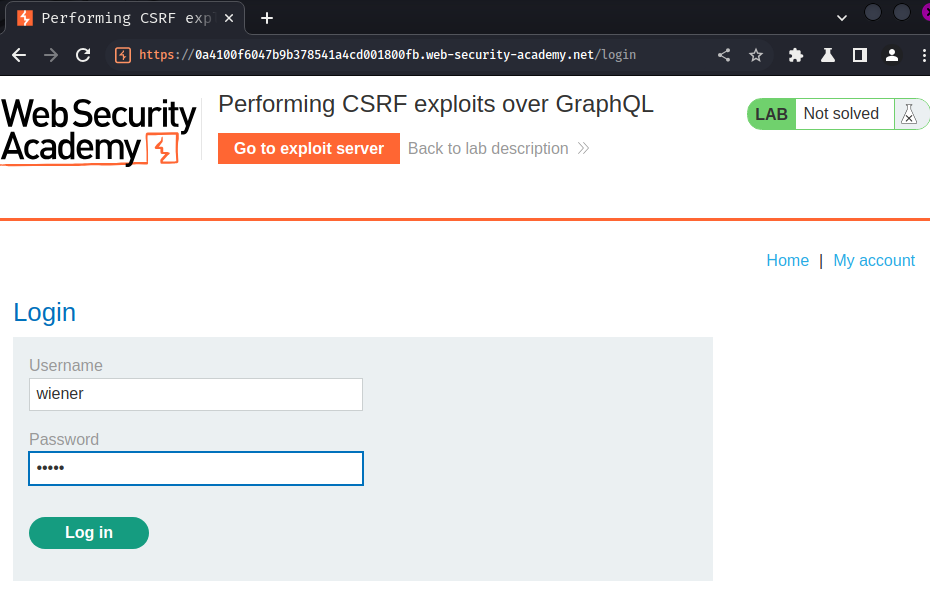 Performing CSRF exp
https://0a4100f6047b9b378541a4cd001800fb.web-security-academy.net/login
Web Security
Academy
Performing CSRF exploits over GraphQL
Go to exploit server
Back to lab description
LAB
Not solved
Home | My account
Login
Username
wiener
Password
•••••
Log in